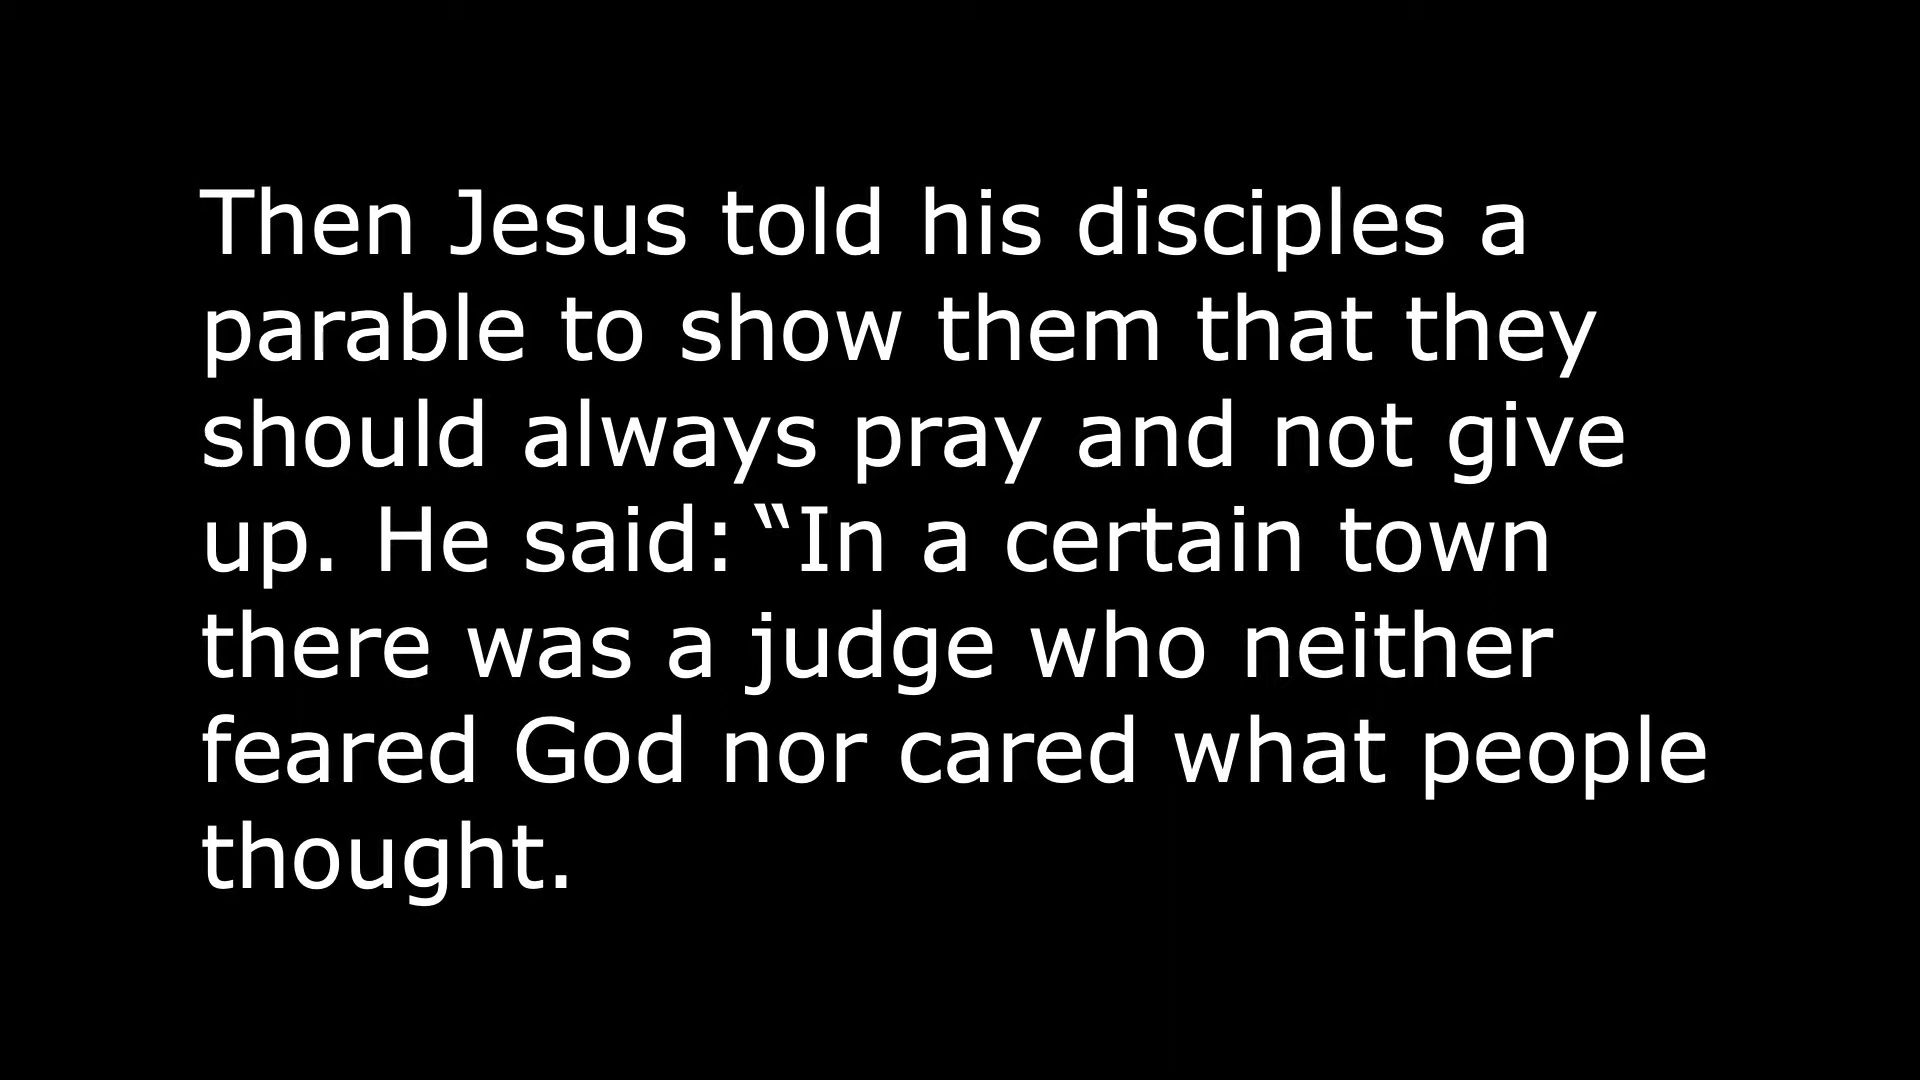 Then Jesus told his disciples a
parable to show them that they
should always pray and not give
up. He said: “In a certain town
there was a judge who neither
feared God nor cared what people
thought.